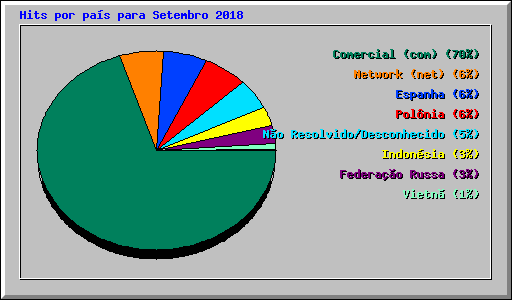 Hits por país para Setembro 2018
Comercial (com) (70%)
Network (net) (6%)
Espanha (6%)
Polônia (6%)
Não Resolvido/Desconhecido (5%)
Indonésia (3%)
Federação Russa (3%)
Vietnã (1%)